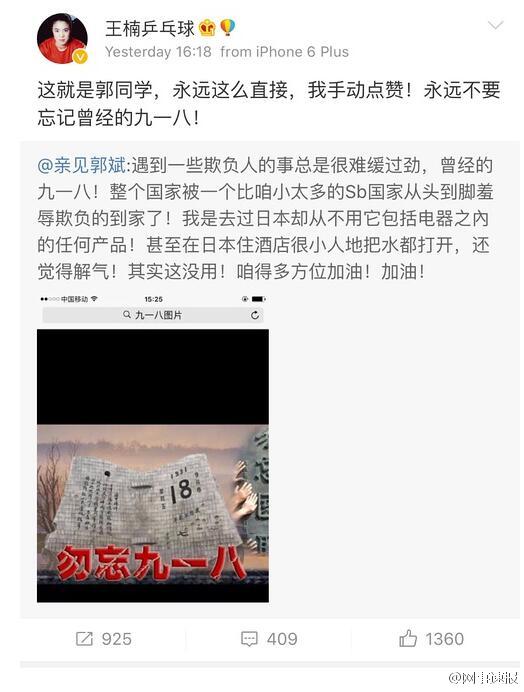 王楠乒乓球
Yesterday 16:18 from iPhone 6 Plus
这就是郭同学，永远这么直接，我手动点赞！永远不要
忘记曾经的九一八！
@亲见郭斌:遇到一些欺负人的事总是很难缓过劲，曾经的
九一八！整个国家被一个比咱小太多的Sb国家从头到脚羞
辱欺负的到家了！我是去过日本却从不用它包括电器之内
的任何产品！甚至在日本住酒店很小人地把水都打开，还
觉得解气！其实这没用！咱得多方位加油！加油！
中国移动 15:25
九一八图片
1931
18
勿忘九一八
925 409 1360